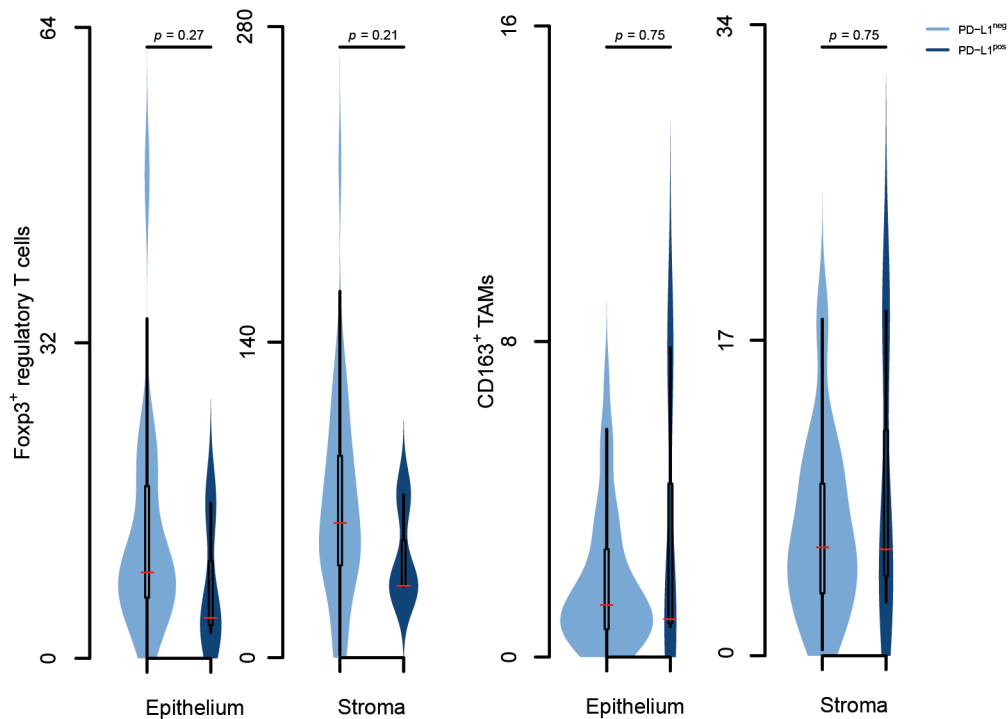 64
280
16
34
p = 0.27
p = 0.21
p = 0.75
p = 0.75
PD−L1neg
PD−L1pos
Foxp3+ regulatory T cells
32
140
CD163+ TAMs
8
17
0
0
0
0
Epithelium
Stroma
Epithelium
Stroma